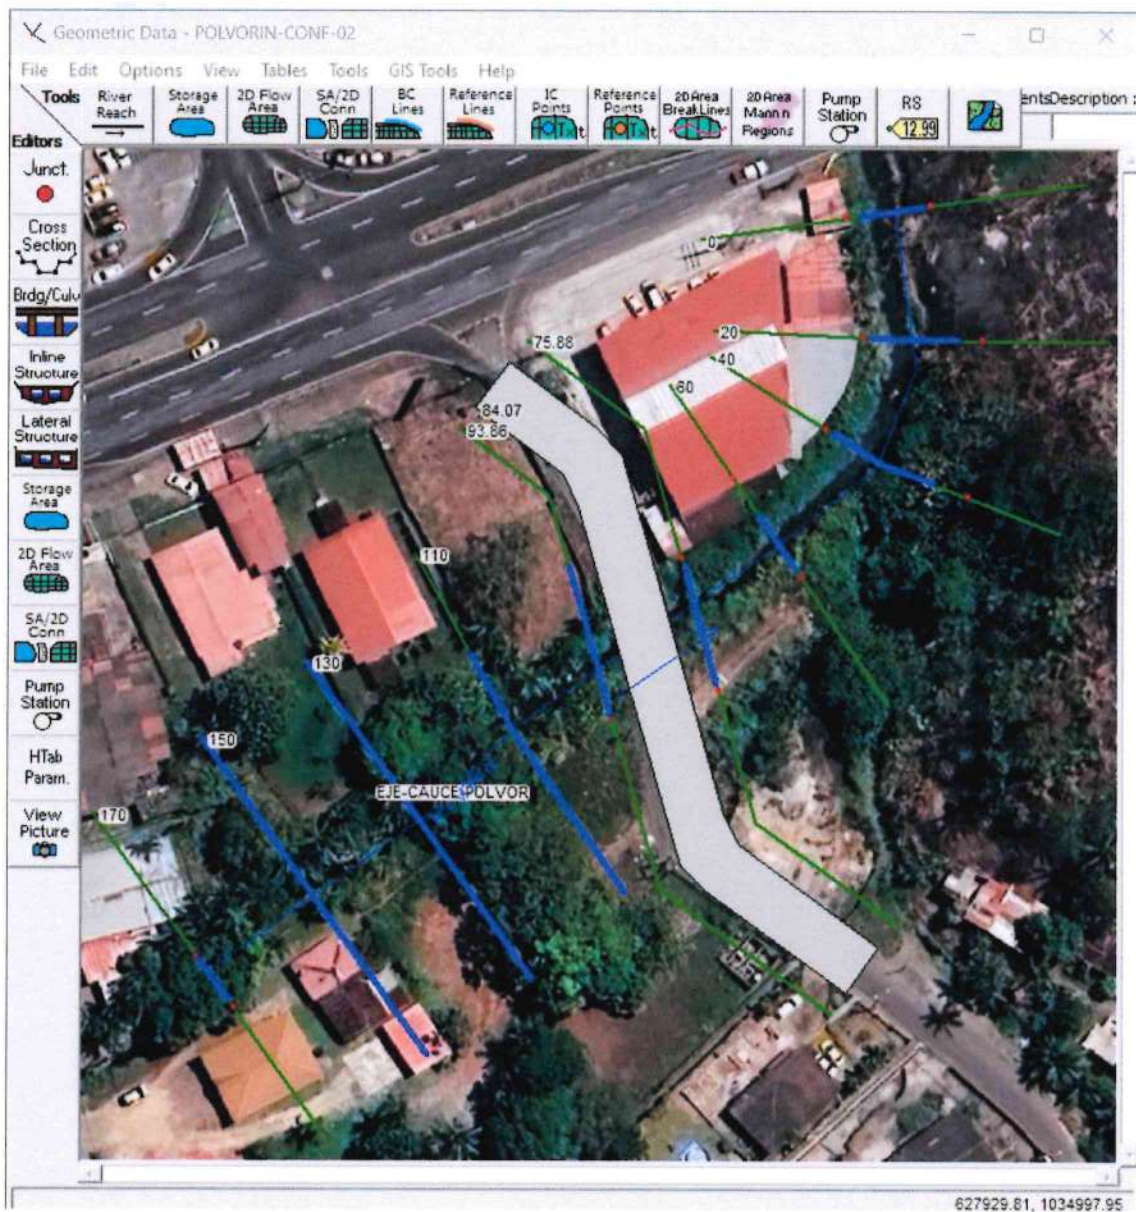 Geometric Data - POLVORIN-CONF-02
File Edit Options View Tables Tools GIS Tools Help
Tools
River Reach
Storage Area
2D Flow Area
SA/2D Conn
BC Lines
Reference Lines
IC Points
Reference Points
2D Area BreakLines
2D Area Mann n Regions
Pump Station
RS
12.99
entsDescription :
Editors
Junct.
Cross Section
Brdg/Culv
Inline Structure
Lateral Structure
Storage Area
2D Flow Area
SA/2D Conn
Pump Station
HTab Param.
View Picture
0
20
75.88
40
60
84.07
93.86
110
130
150
EJE-CAUCE-POLVOR
170
627929.81, 1034997.95